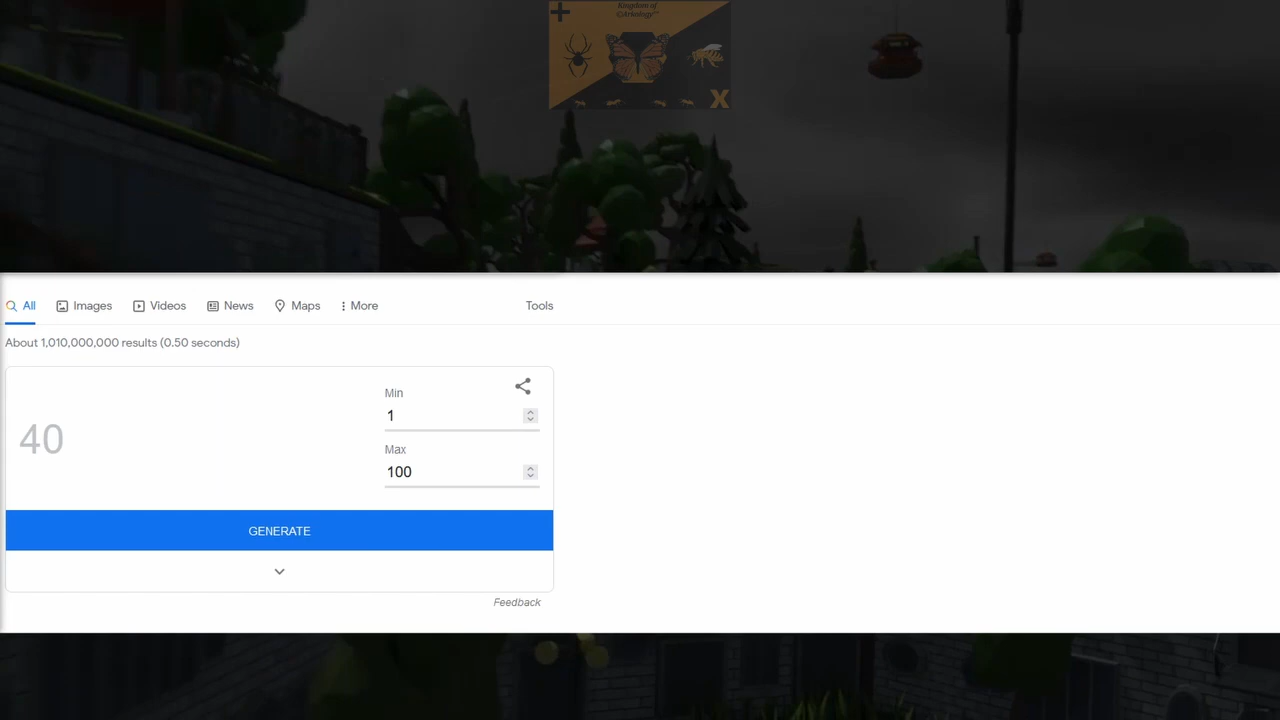 Kingdom of
©Arkology™
X
All Images Videos News Maps More Tools
About 1,010,000,000 results (0.50 seconds)
Min
1
40
Max
100
GENERATE
Feedback